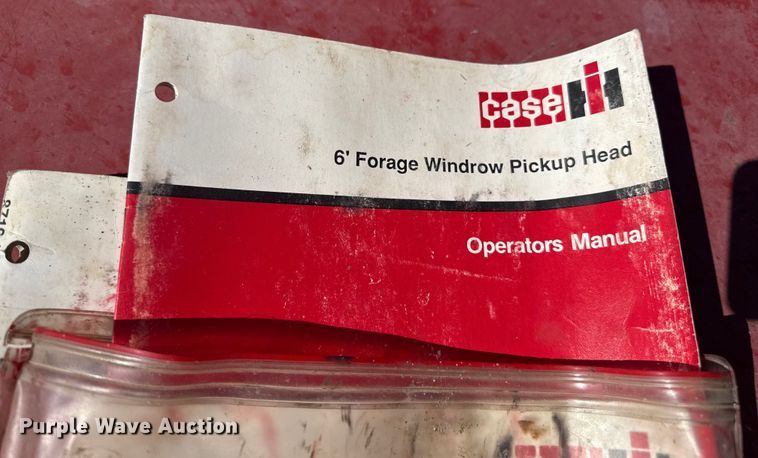 case IH
6' Forage Windrow Pickup Head
Operators Manual
Purple Wave Auction®